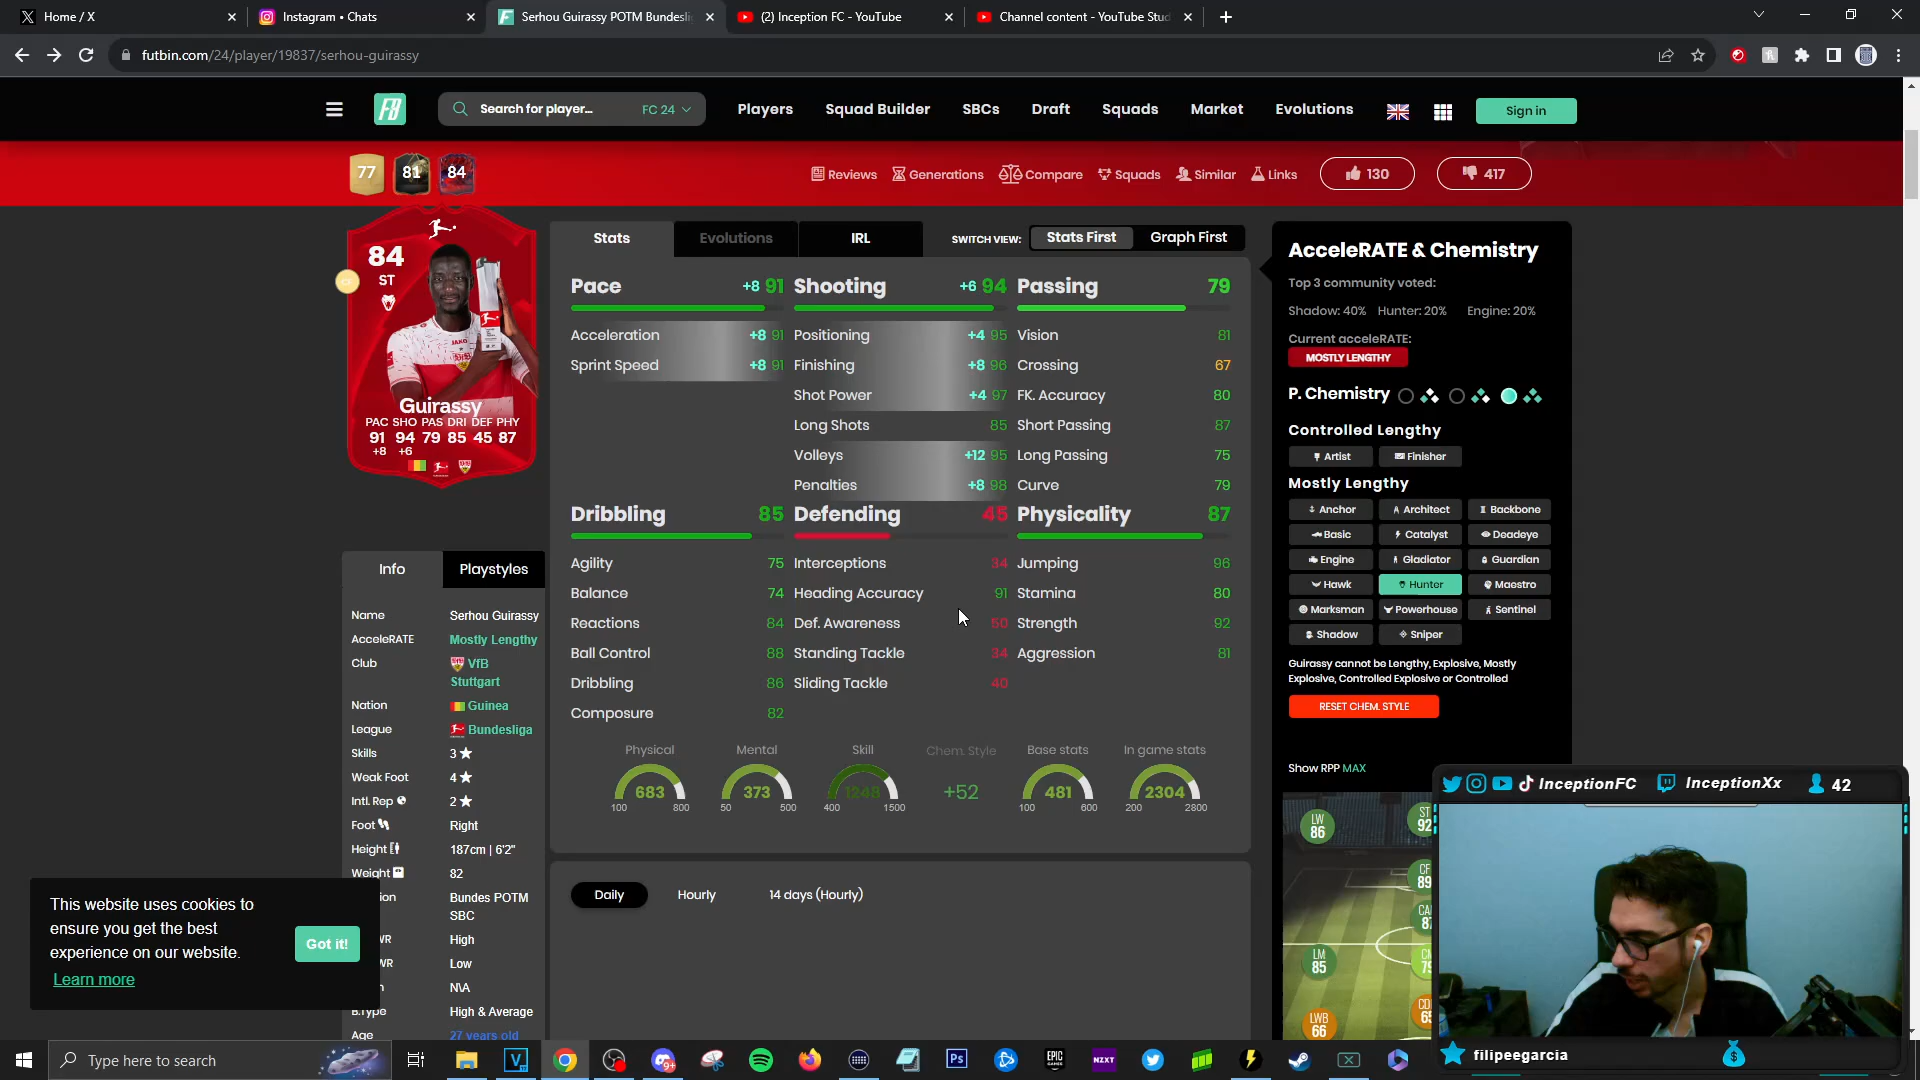 Home / X
Instagram • Chats
Serhou Guirassy POTM Bundesli
(2) Inception FC - YouTube
Channel content - YouTube Stud
futbin.com/24/player/19837/serhou-guirassy
FB
Search for player...
FC 24
Players
Squad Builder
SBCs
Draft
Squads
Market
Evolutions
Sign in
77
81
84
Reviews
Generations
Compare
Squads
Similar
Links
130
417
84
ST
Guirassy
PAC SHO PAS DRI DEF PHY
91 94 79 85 45 87
+8 +6
Stats
Evolutions
IRL
SWITCH VIEW:
Stats First
Graph First
Pace +8 91
Acceleration +8 91
Sprint Speed +8 91
Shooting +6 94
Positioning +4 95
Finishing +8 96
Shot Power +4 97
Long Shots 85
Volleys +12 95
Penalties +8 98
Passing 79
Vision 81
Crossing 67
FK. Accuracy 80
Short Passing 87
Long Passing 75
Curve 79
Dribbling 85
Agility 75
Balance 74
Reactions 84
Ball Control 88
Dribbling 86
Composure 82
Defending 45
Interceptions 34
Heading Accuracy 91
Def. Awareness 50
Standing Tackle 34
Sliding Tackle 40
Physicality 87
Jumping 96
Stamina 80
Strength 92
Aggression 81
Physical
683
100 800
Mental
373
50 500
Skill
1248
400 1500
Chem. Style
+52
Base stats
481
100 600
In game stats
2304
200 2800
Daily
Hourly
14 days (Hourly)
AcceleRATE & Chemistry
Top 3 community voted:
Shadow: 40% Hunter: 20% Engine: 20%
Current acceleRATE:
MOSTLY LENGTHY
P. Chemistry
Controlled Lengthy
Artist Finisher
Mostly Lengthy
Anchor Architect Backbone
Basic Catalyst Deadeye
Engine Gladiator Guardian
Hawk Hunter Maestro
Marksman Powerhouse Sentinel
Shadow Sniper
Guirassy cannot be Lengthy, Explosive, Mostly
Explosive, Controlled Explosive or Controlled
RESET CHEM. STYLE
Show RPP MAX
LW
86
ST
92
CF
89
LM
85
LWB
66
Info
Playstyles
Name Serhou Guirassy
AcceleRATE Mostly Lengthy
Club VfB
Stuttgart
Nation Guinea
League Bundesliga
Skills 3
Weak Foot 4
Intl. Rep 2
Foot Right
Height 187cm | 6'2"
Weight 82
ion Bundes POTM
SBC
WR High
WR Low
n N\A
B.Type High & Average
Age 27 years old
This website uses cookies to
ensure you get the best
experience on our website.
Learn more
Got it!
InceptionFC
InceptionXx
42
filipeegarcia
Type here to search
9+
Ps
EPIC
GAMES
NZXT